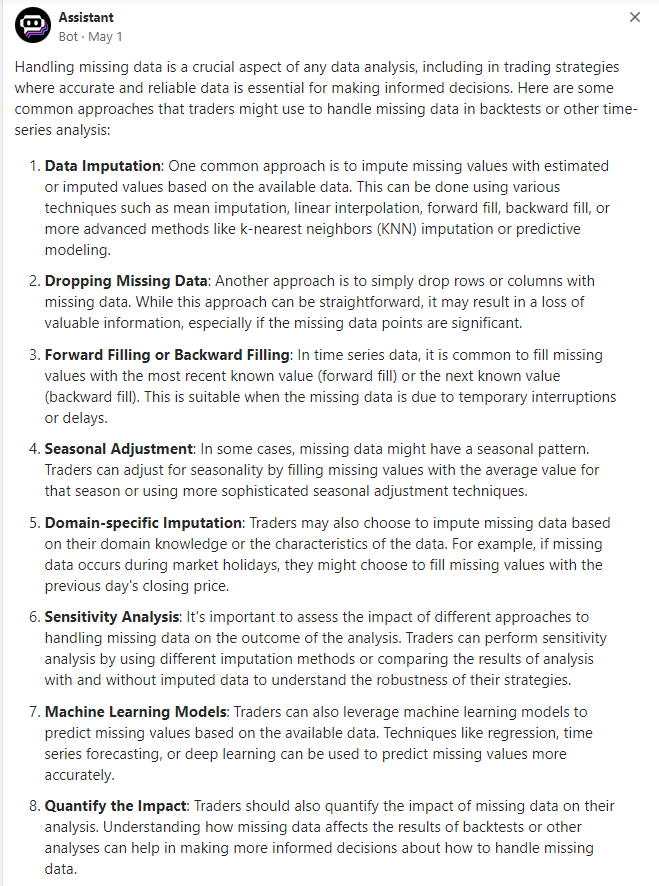 Assistant
Bot · May 1
Handling missing data is a crucial aspect of any data analysis, including in trading strategies
where accurate and reliable data is essential for making informed decisions. Here are some
common approaches that traders might use to handle missing data in backtests or other time-
series analysis:
1. Data Imputation: One common approach is to impute missing values with estimated
or imputed values based on the available data. This can be done using various
techniques such as mean imputation, linear interpolation, forward fill, backward fill, or
more advanced methods like k-nearest neighbors (KNN) imputation or predictive
modeling.
2. Dropping Missing Data: Another approach is to simply drop rows or columns with
missing data. While this approach can be straightforward, it may result in a loss of
valuable information, especially if the missing data points are significant.
3. Forward Filling or Backward Filling: In time series data, it is common to fill missing
values with the most recent known value (forward fill) or the next known value
(backward fill). This is suitable when the missing data is due to temporary interruptions
or delays.
4. Seasonal Adjustment: In some cases, missing data might have a seasonal pattern.
Traders can adjust for seasonality by filling missing values with the average value for
that season or using more sophisticated seasonal adjustment techniques.
5. Domain-specific Imputation: Traders may also choose to impute missing data based
on their domain knowledge or the characteristics of the data. For example, if missing
data occurs during market holidays, they might choose to fill missing values with the
previous day's closing price.
6. Sensitivity Analysis: It's important to assess the impact of different approaches to
handling missing data on the outcome of the analysis. Traders can perform sensitivity
analysis by using different imputation methods or comparing the results of analysis
with and without imputed data to understand the robustness of their strategies.
7. Machine Learning Models: Traders can also leverage machine learning models to
predict missing values based on the available data. Techniques like regression, time
series forecasting, or deep learning can be used to predict missing values more
accurately.
8. Quantify the Impact: Traders should also quantify the impact of missing data on their
analysis. Understanding how missing data affects the results of backtests or other
analyses can help in making more informed decisions about how to handle missing
data.